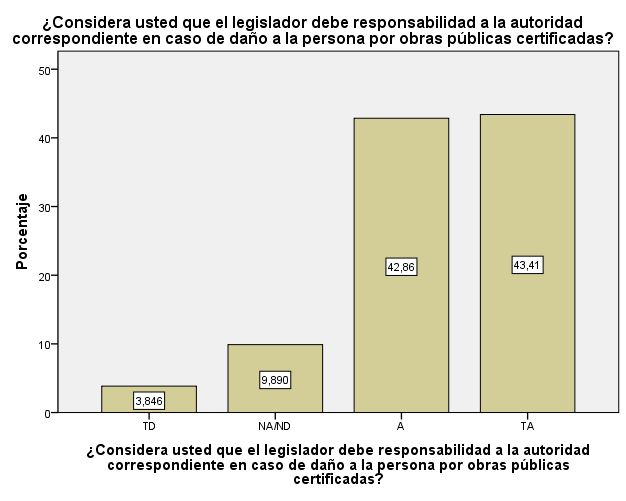 ¿Considera usted que el legislador debe responsabilidad a la autoridad
correspondiente en caso de daño a la persona por obras públicas certificadas?
Porcentaje
50
40
30
20
10
0
3,846
9,890
42,86
43,41
TD
NA/ND
A
TA
¿Considera usted que el legislador debe responsabilidad a la autoridad
correspondiente en caso de daño a la persona por obras públicas
certificadas?